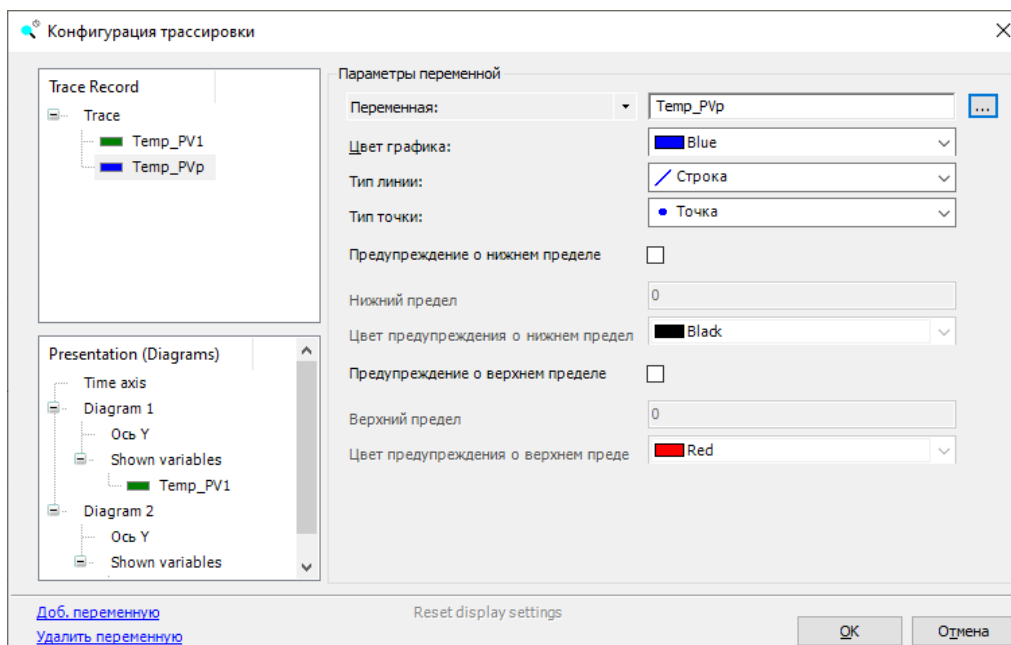 Конфигурация трассировки
Trace Record
Trace
Temp_PV1
Temp_PVp
Presentation (Diagrams)
Time axis
Diagram 1
Ось Y
Shown variables
Temp_PV1
Diagram 2
Ось Y
Shown variables
Параметры переменной
Переменная: Temp_PVp ...
Цвет графика: Blue
Тип линии: Строка
Тип точки: Точка
Предупреждение о нижнем пределе
Нижний предел 0
Цвет предупреждения о нижнем предел Black
Предупреждение о верхнем пределе
Верхний предел 0
Цвет предупреждения о верхнем преде Red
Доб. переменную
Удалить переменную
Reset display settings
OK Отмена